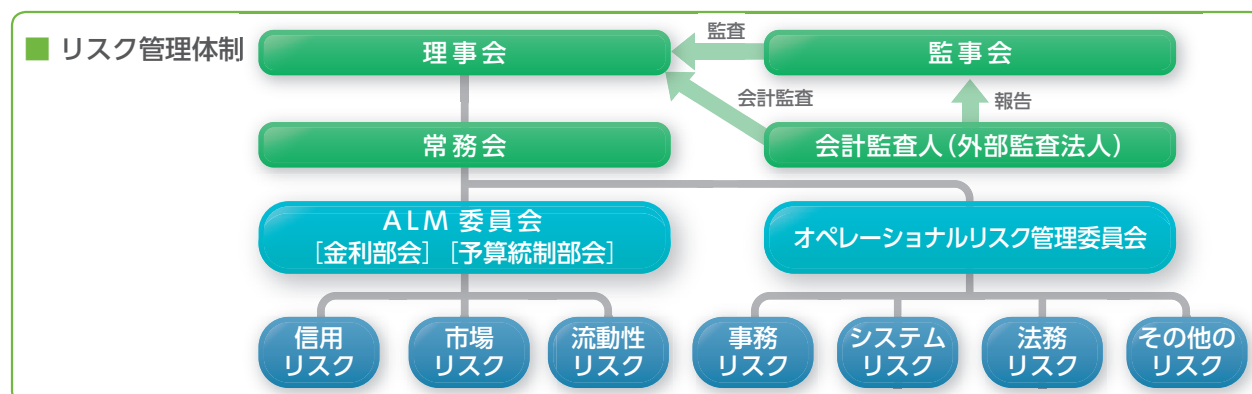 ■ リスク管理体制
理事会
監査
監事会
会計監査
報告
常務会
会計監査人（外部監査法人）
ALM 委員会
［金利部会］［予算統制部会］
オペレーショナルリスク管理委員会
信用
リスク
市場
リスク
流動性
リスク
事務
リスク
システム
リスク
法務
リスク
その他の
リスク